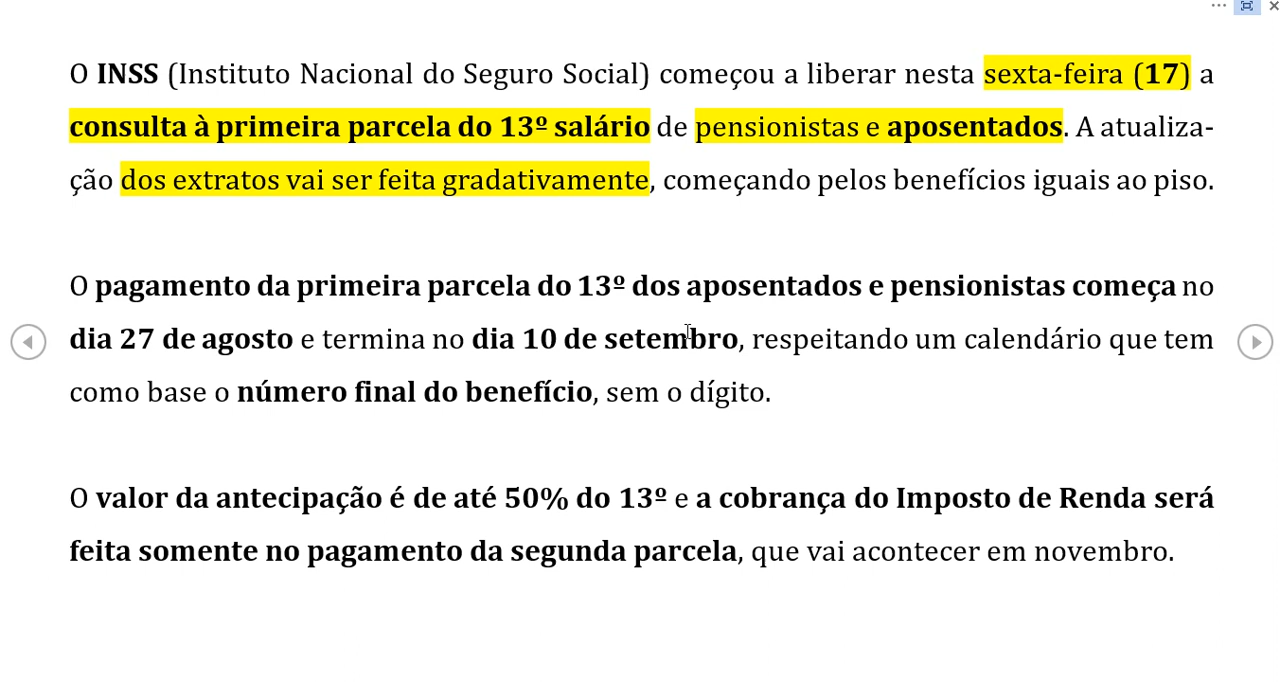 O INSS (Instituto Nacional do Seguro Social) começou a liberar nesta sexta-feira (17) a
consulta à primeira parcela do 13º salário de pensionistas e aposentados. A atualiza-
ção dos extratos vai ser feita gradativamente, começando pelos benefícios iguais ao piso.
O pagamento da primeira parcela do 13º dos aposentados e pensionistas começa no
dia 27 de agosto e termina no dia 10 de setembro, respeitando um calendário que tem
como base o número final do benefício, sem o dígito.
O valor da antecipação é de até 50% do 13º e a cobrança do Imposto de Renda será
feita somente no pagamento da segunda parcela, que vai acontecer em novembro.